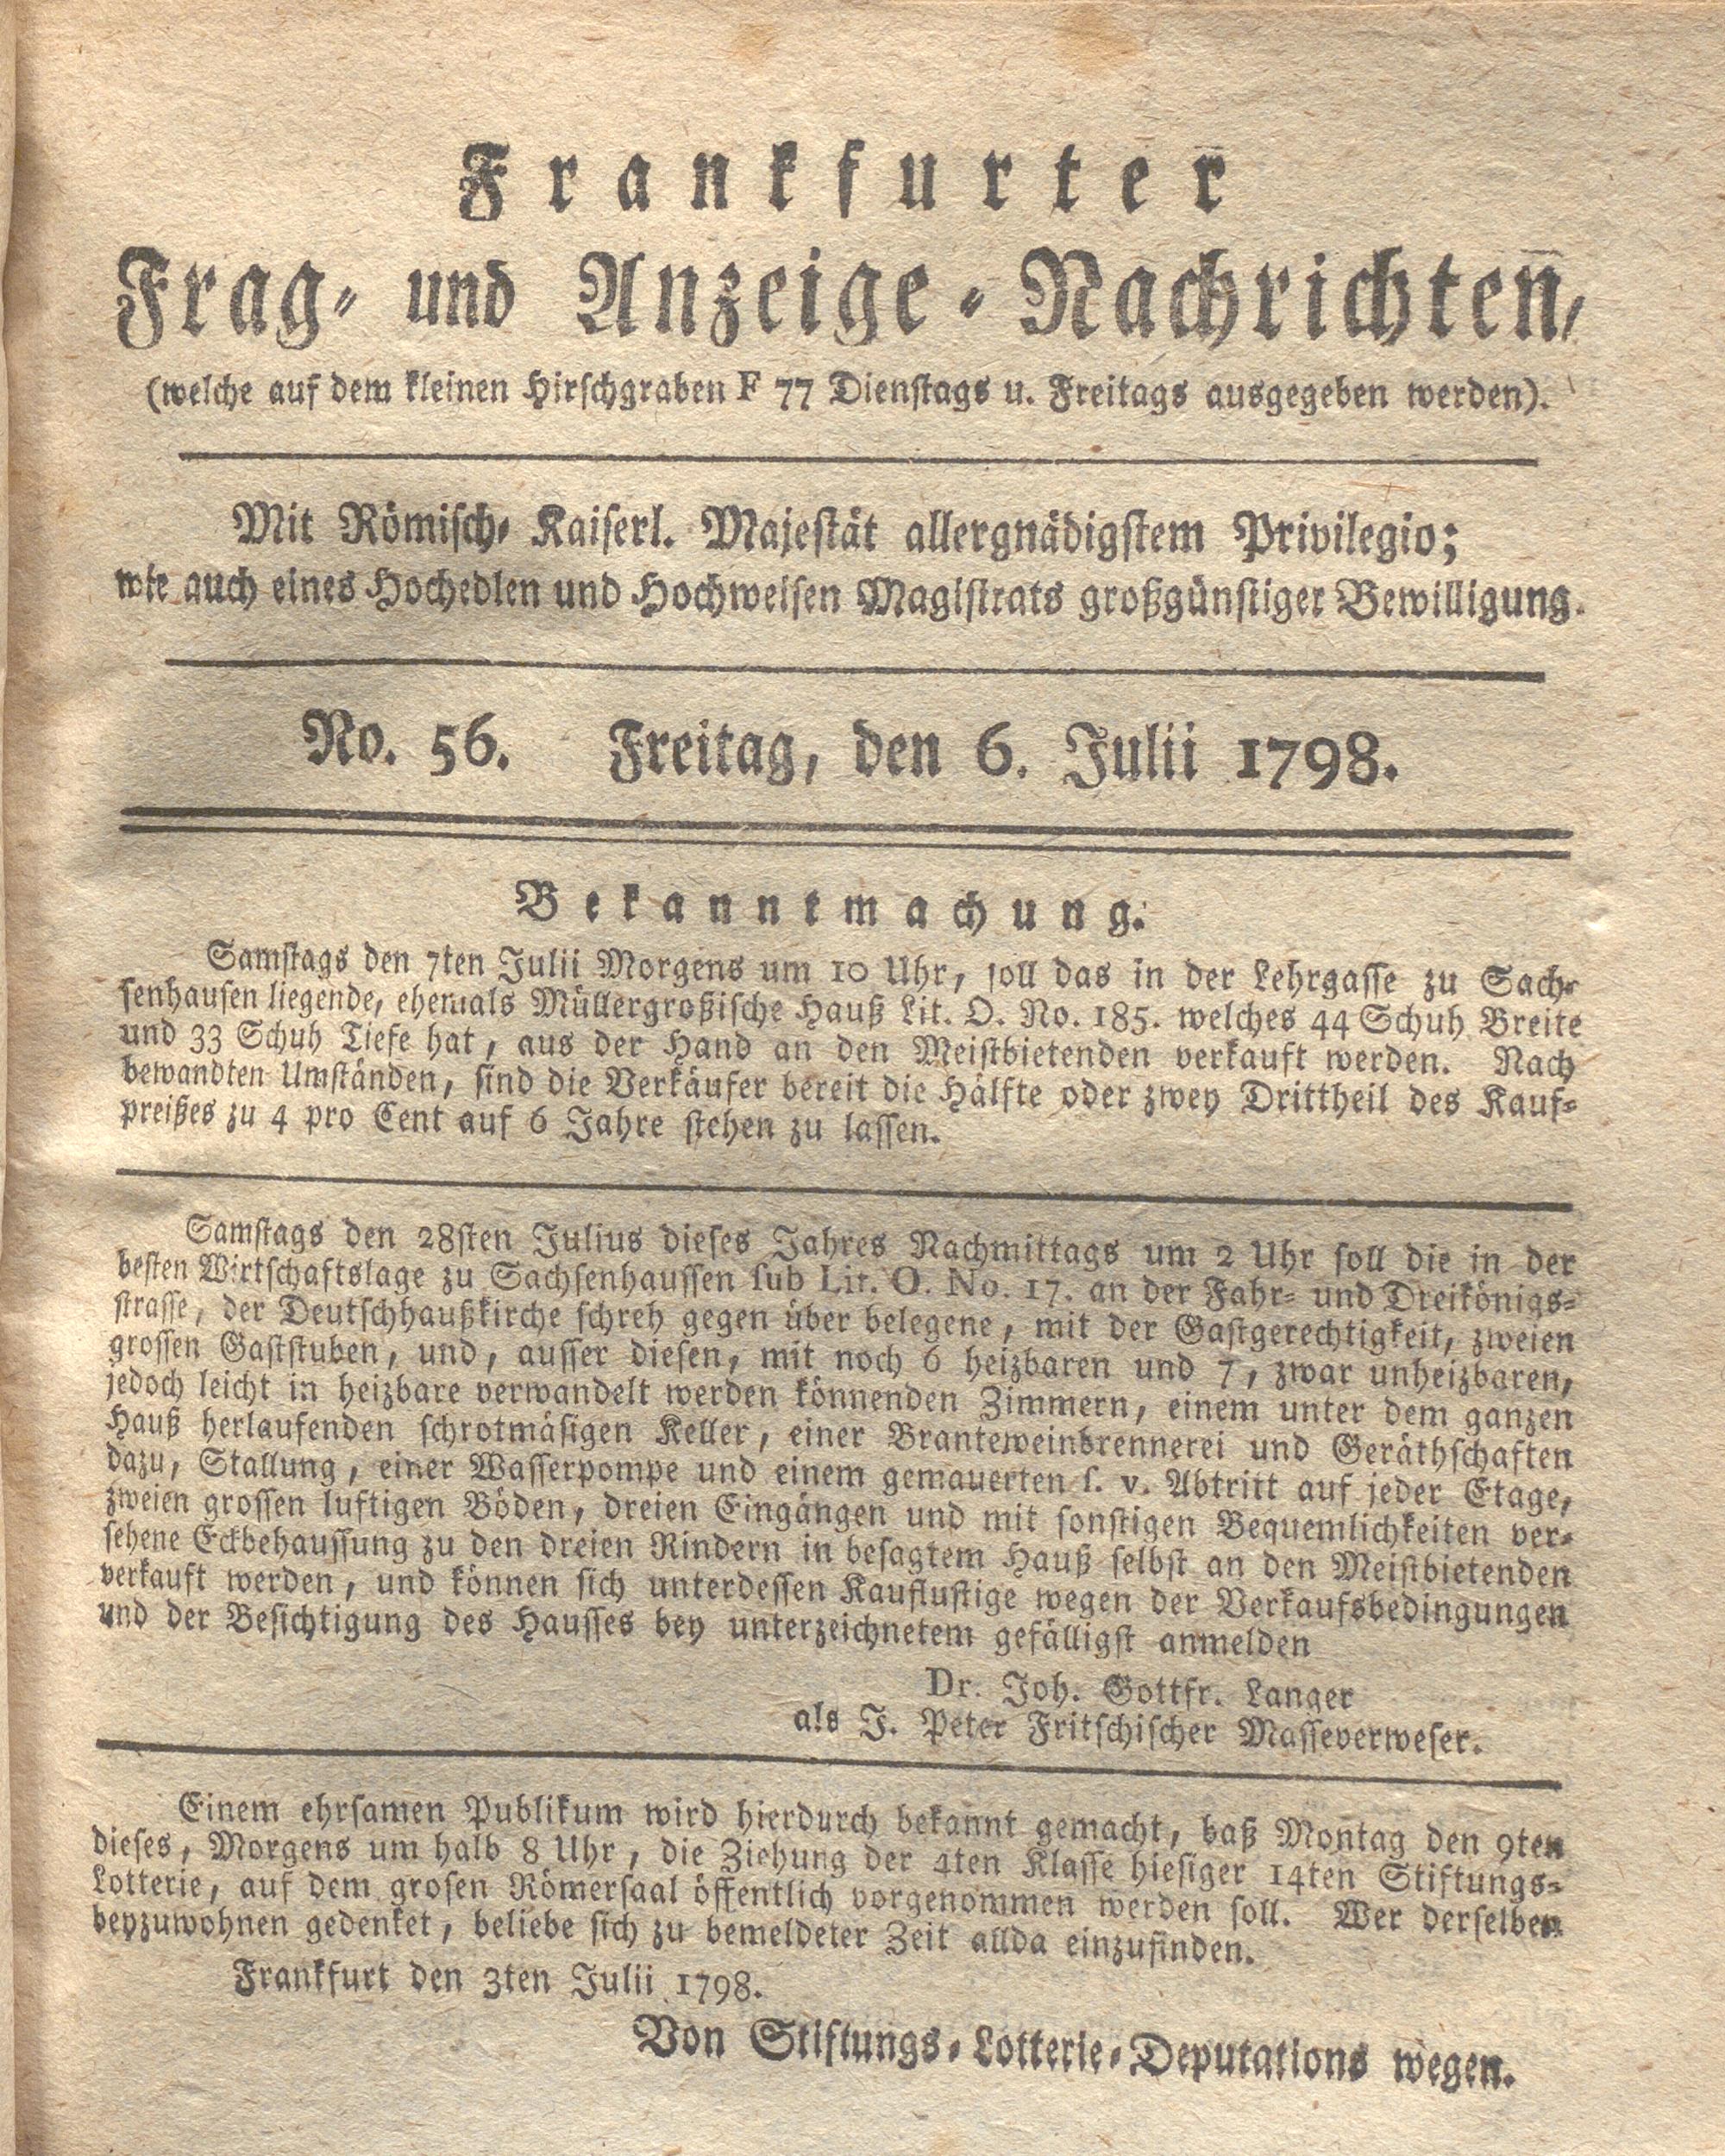 Frankfurter
Frag- und Anzeige-Nachrichten,
(welche auf dem kleinen Hirschgraben F 77 Dienstags u. Freitags ausgegeben werden).
Mit Römisch- Kaiserl. Majestät allergnädigstem Privilegio;
wie auch eines Hochedlen und Hochweisen Magistrats großgünstiger Bewilligung.
No. 56. Freitag, den 6. Julii 1798.
Bekanntmachung.
Samstags den 7ten Julii Morgens um 10 Uhr, soll das in der Lehrgasse zu Sach-
senhausen liegende, ehemals Müllergroßische Hauß Lit. O. No. 185. welches 44 Schuh Breite
und 33 Schuh Tiefe hat, aus der Hand an den Meistbietenden verkauft werden. Nach
bewandten Umständen, sind die Verkäufer bereit die Hälfte oder zwey Drittheil des Kauf-
preißes zu 4 pro Cent auf 6 Jahre stehen zu lassen.
Samstags den 28sten Julius dieses Jahres Nachmittags um 2 Uhr soll die in der
besten Wirtschaftslage zu Sachsenhaussen sub Lit. O. No. 17. an der Fahr- und Dreikönigs-
strasse, der Deutschhaußkirche schreh gegen über belegene, mit der Gastgerechtigkeit, zweien
grossen Gaststuben, und, ausser diesen, mit noch 6 heizbaren und 7, zwar unheizbaren,
jedoch leicht in heizbare verwandelt werden könnenden Zimmern, einem unter dem ganzen
Hauß herlaufenden schrotmäsigen Keller, einer Branteweinbrennerei und Geräthschaften
dazu, Stallung, einer Wasserpompe und einem gemauerten s. v. Abtritt auf jeder Etage,
zweien grossen luftigen Böden, dreien Eingängen und mit sonstigen Bequemlichkeiten ver-
sehene Eckbehaussung zu den dreien Rindern in besagtem Hauß selbst an den Meistbietenden
verkauft werden, und können sich unterdessen Kauflustige wegen der Verkaufsbedingungen
und der Besichtigung des Hausses bey unterzeichnetem gefälligst anmelden
Dr. Joh. Gottfr. Langer
als J. Peter Fritschischer Masseverweser.
Einem ehrsamen Publikum wird hierdurch bekannt gemacht, baß Montag den 9ten
dieses, Morgens um halb 8 Uhr, die Ziehung der 4ten Klasse hiesiger 14ten Stiftungs-
Lotterie, auf dem grosen Römersaal öffentlich vorgenommen werden soll. Wer derselben
beyzuwohnen gedenket, beliebe sich zu bemeldeter Zeit allda einzufinden.
Frankfurt den 3ten Julii 1798.
Von Stiftungs-Lotterie-Deputations wegen.